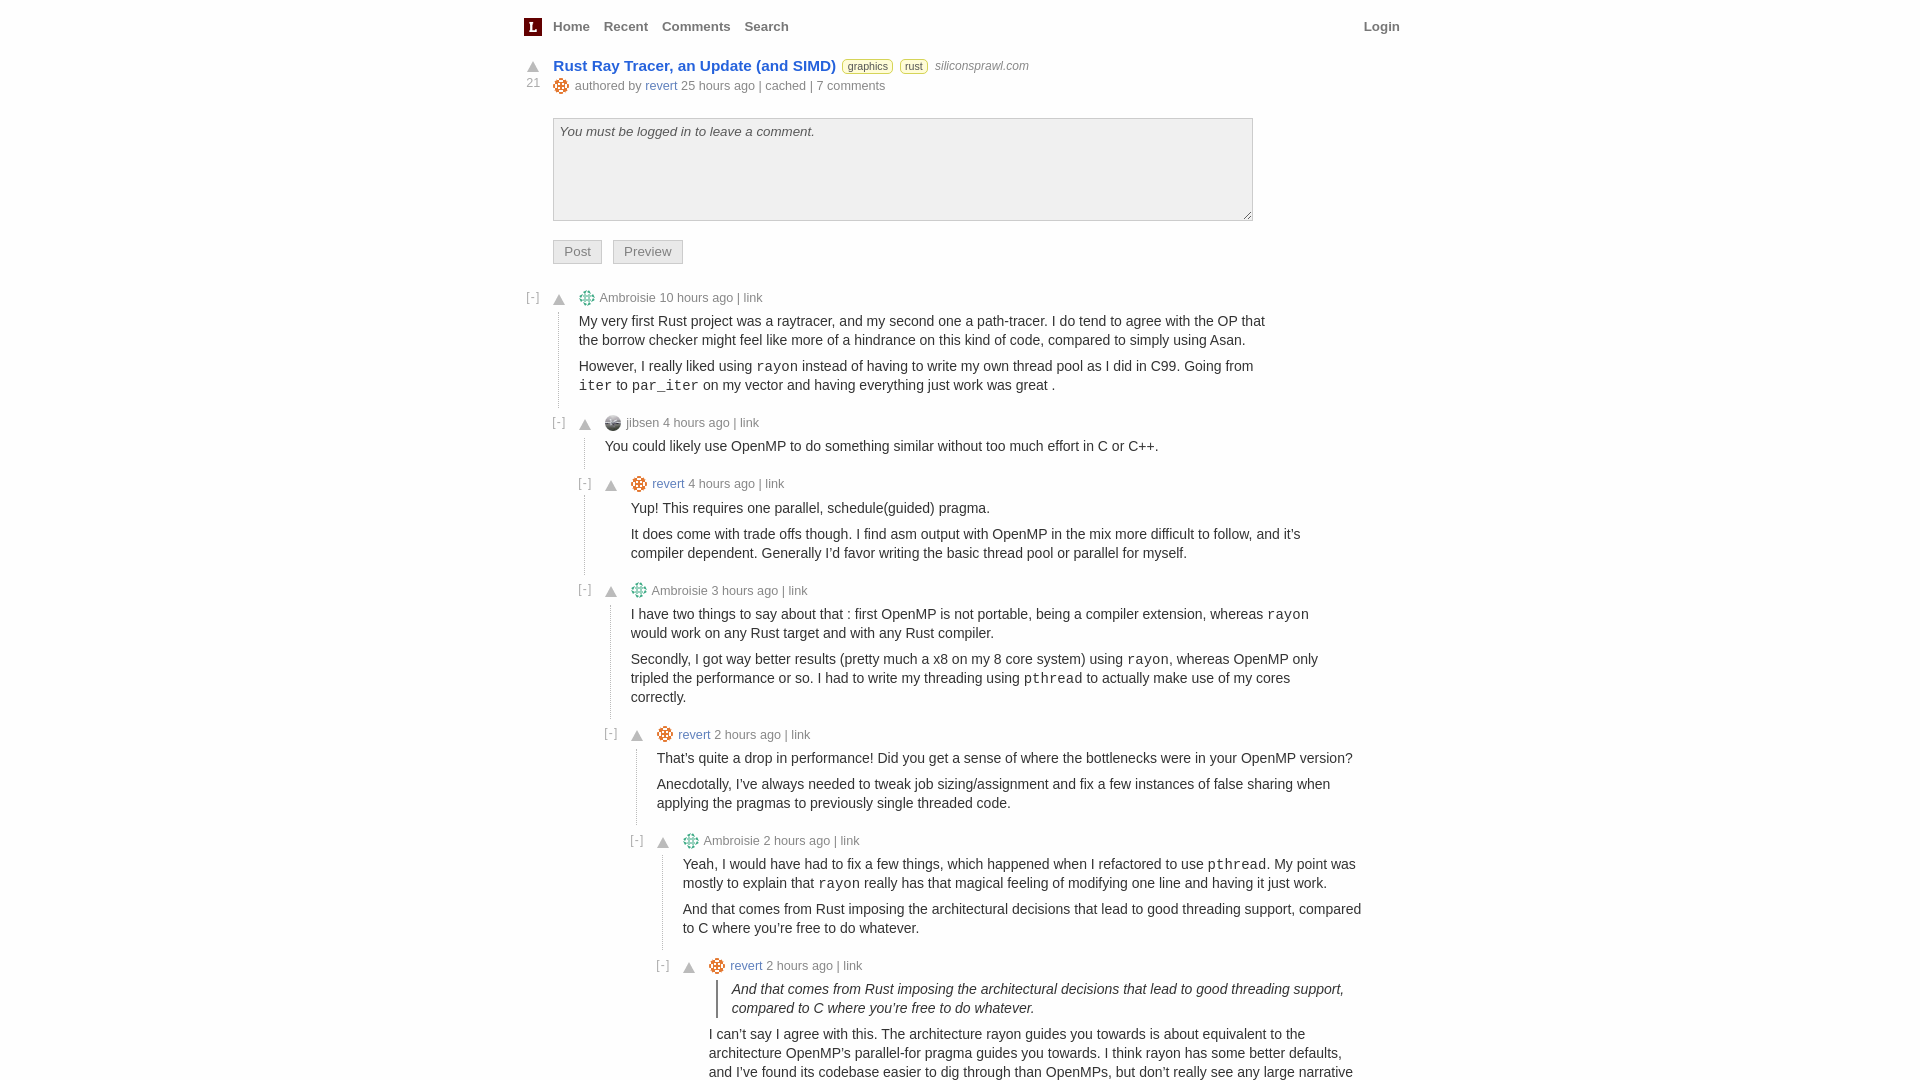 L Home Recent Comments Search Login
Rust Ray Tracer, an Update (and SIMD) graphics rust siliconsprawl.com
21
authored by revert 25 hours ago | cached | 7 comments
You must be logged in to leave a comment.
Post Preview
[-] Ambroisie 10 hours ago | link
My very first Rust project was a raytracer, and my second one a path-tracer. I do tend to agree with the OP that
the borrow checker might feel like more of a hindrance on this kind of code, compared to simply using Asan.
However, I really liked using rayon instead of having to write my own thread pool as I did in C99. Going from
iter to par_iter on my vector and having everything just work was great .
[-] jibsen 4 hours ago | link
You could likely use OpenMP to do something similar without too much effort in C or C++.
[-] revert 4 hours ago | link
Yup! This requires one parallel, schedule(guided) pragma.
It does come with trade offs though. I find asm output with OpenMP in the mix more difficult to follow, and it’s
compiler dependent. Generally I’d favor writing the basic thread pool or parallel for myself.
[-] Ambroisie 3 hours ago | link
I have two things to say about that : first OpenMP is not portable, being a compiler extension, whereas rayon
would work on any Rust target and with any Rust compiler.
Secondly, I got way better results (pretty much a x8 on my 8 core system) using rayon, whereas OpenMP only
tripled the performance or so. I had to write my threading using pthread to actually make use of my cores
correctly.
[-] revert 2 hours ago | link
That’s quite a drop in performance! Did you get a sense of where the bottlenecks were in your OpenMP version?
Anecdotally, I’ve always needed to tweak job sizing/assignment and fix a few instances of false sharing when
applying the pragmas to previously single threaded code.
[-] Ambroisie 2 hours ago | link
Yeah, I would have had to fix a few things, which happened when I refactored to use pthread. My point was
mostly to explain that rayon really has that magical feeling of modifying one line and having it just work.
And that comes from Rust imposing the architectural decisions that lead to good threading support, compared
to C where you’re free to do whatever.
[-] revert 2 hours ago | link
And that comes from Rust imposing the architectural decisions that lead to good threading support,
compared to C where you’re free to do whatever.
I can’t say I agree with this. The architecture rayon guides you towards is about equivalent to the
architecture OpenMP’s parallel-for pragma guides you towards. I think rayon has some better defaults,
and I’ve found its codebase easier to dig through than OpenMPs, but don’t really see any large narrative